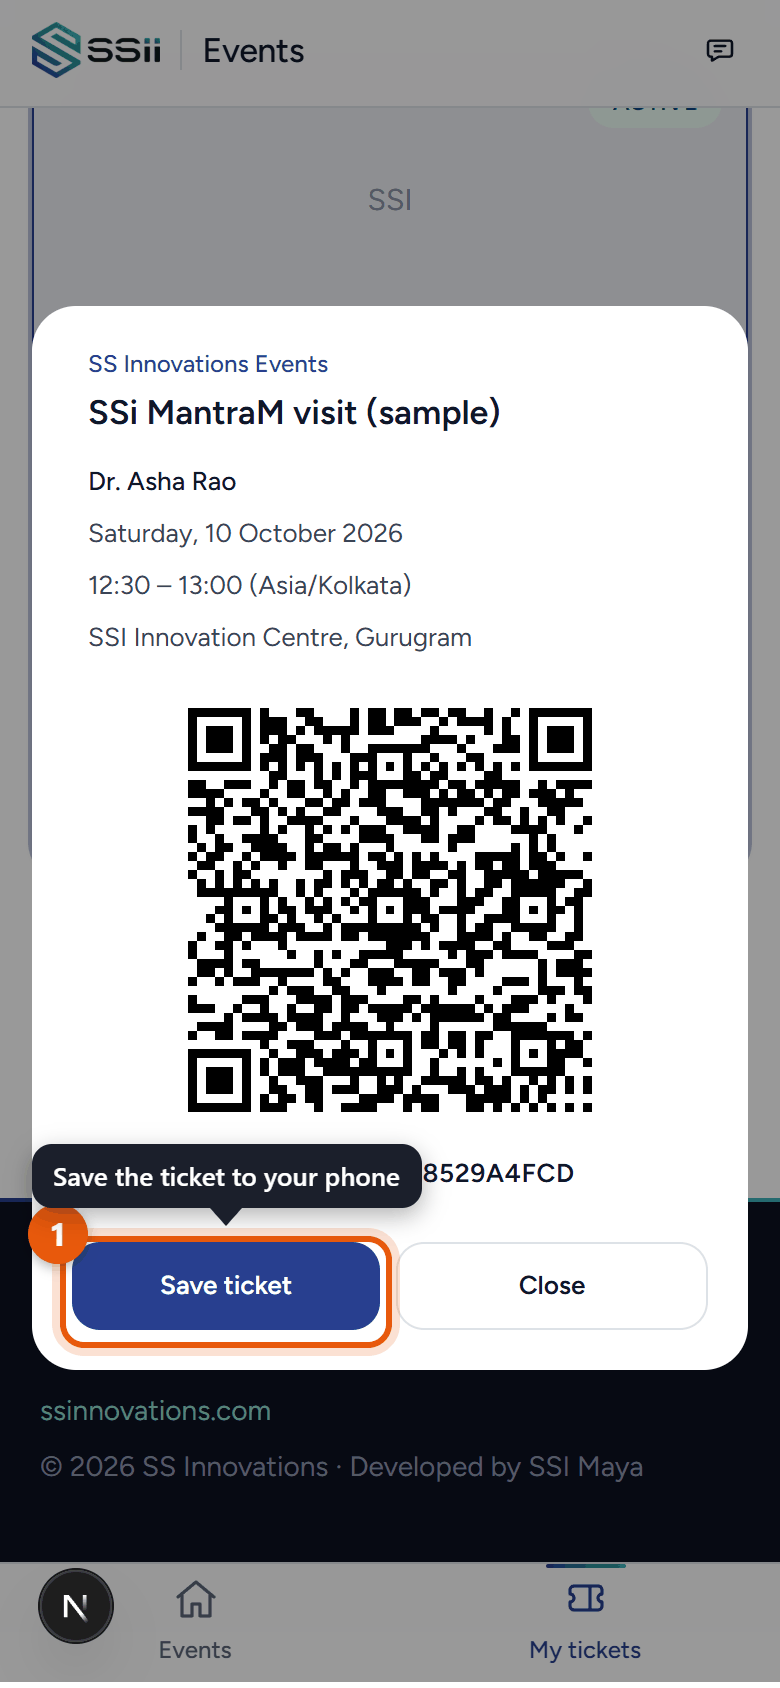 SSii
Events
ACTIVE
SSI
SS Innovations Events
SSi MantraM visit (sample)
Dr. Asha Rao
Saturday, 10 October 2026
12:30 – 13:00 (Asia/Kolkata)
SSI Innovation Centre, Gurugram
Save the ticket to your phone
8529A4FCD
1
Save ticket
Close
ssinnovations.com
© 2026 SS Innovations · Developed by SSI Maya
N
Events
My tickets